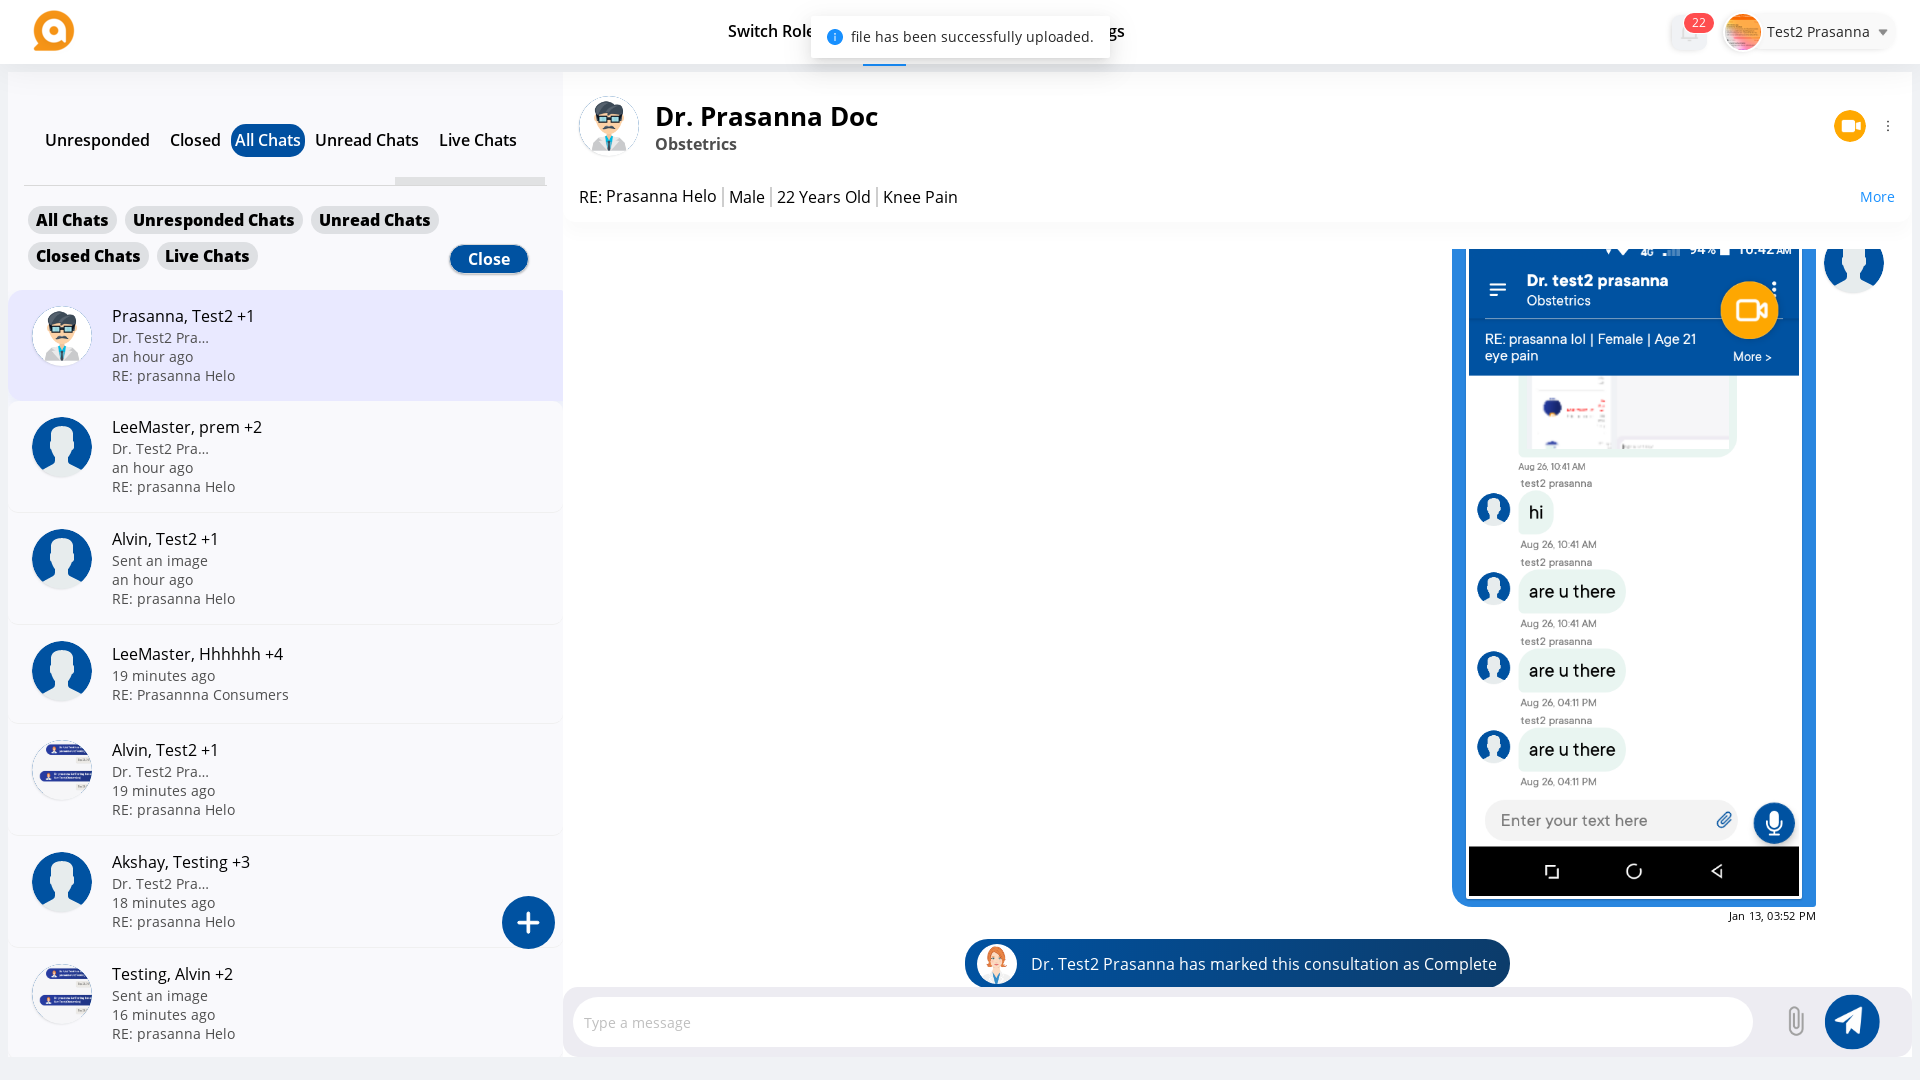 Switch Role
file has been successfully uploaded.
gs
22
Test2 Prasanna
Unresponded
Closed
All Chats
Unread Chats
Live Chats
All Chats
Unresponded Chats
Unread Chats
Closed Chats
Live Chats
Close
Prasanna, Test2 +1
Dr. Test2 Pra...
an hour ago
RE: prasanna Helo
LeeMaster, prem +2
Dr. Test2 Pra...
an hour ago
RE: prasanna Helo
Alvin, Test2 +1
Sent an image
an hour ago
RE: prasanna Helo
LeeMaster, Hhhhhh +4
19 minutes ago
RE: Prasannna Consumers
Alvin, Test2 +1
Dr. Test2 Pra...
19 minutes ago
RE: prasanna Helo
Akshay, Testing +3
Dr. Test2 Pra...
18 minutes ago
RE: prasanna Helo
Testing, Alvin +2
Sent an image
16 minutes ago
RE: prasanna Helo
Dr. Prasanna Doc
Obstetrics
RE: Prasanna Helo
Male
22 Years Old
Knee Pain
More
4G
94%
10:42 AM
Dr. test2 prasanna
Obstetrics
RE: prasanna lol | Female | Age 21
eye pain
More >
Aug 26, 10:41 AM
test2 prasanna
hi
Aug 26, 10:41 AM
test2 prasanna
are u there
Aug 26, 10:41 AM
test2 prasanna
are u there
Aug 26, 04:11 PM
test2 prasanna
are u there
Aug 26, 04:11 PM
Enter your text here
Jan 13, 03:52 PM
Dr. Test2 Prasanna has marked this consultation as Complete
Type a message